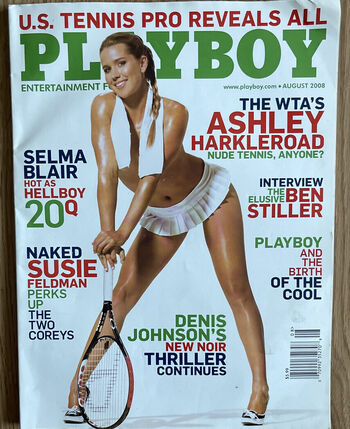 U.S. TENNIS PRO REVEALS ALL
PLAYBOY
ENTERTAINMENT F
www.playboy.com • AUGUST 2008
THE WTA'S
ASHLEY
HARKLEROAD
NUDE TENNIS, ANYONE?
SELMA
BLAIR
HOT AS
HELLBOY
20Q
INTERVIEW
THE ELUSIVE BEN
STILLER
NAKED
SUSIE
FELDMAN
PERKS
UP
THE
TWO
COREYS
PLAYBOY
AND THE
BIRTH
OF THE
COOL
DENIS
JOHNSON'S
NEW NOIR
THRILLER
CONTINUES
$5.99